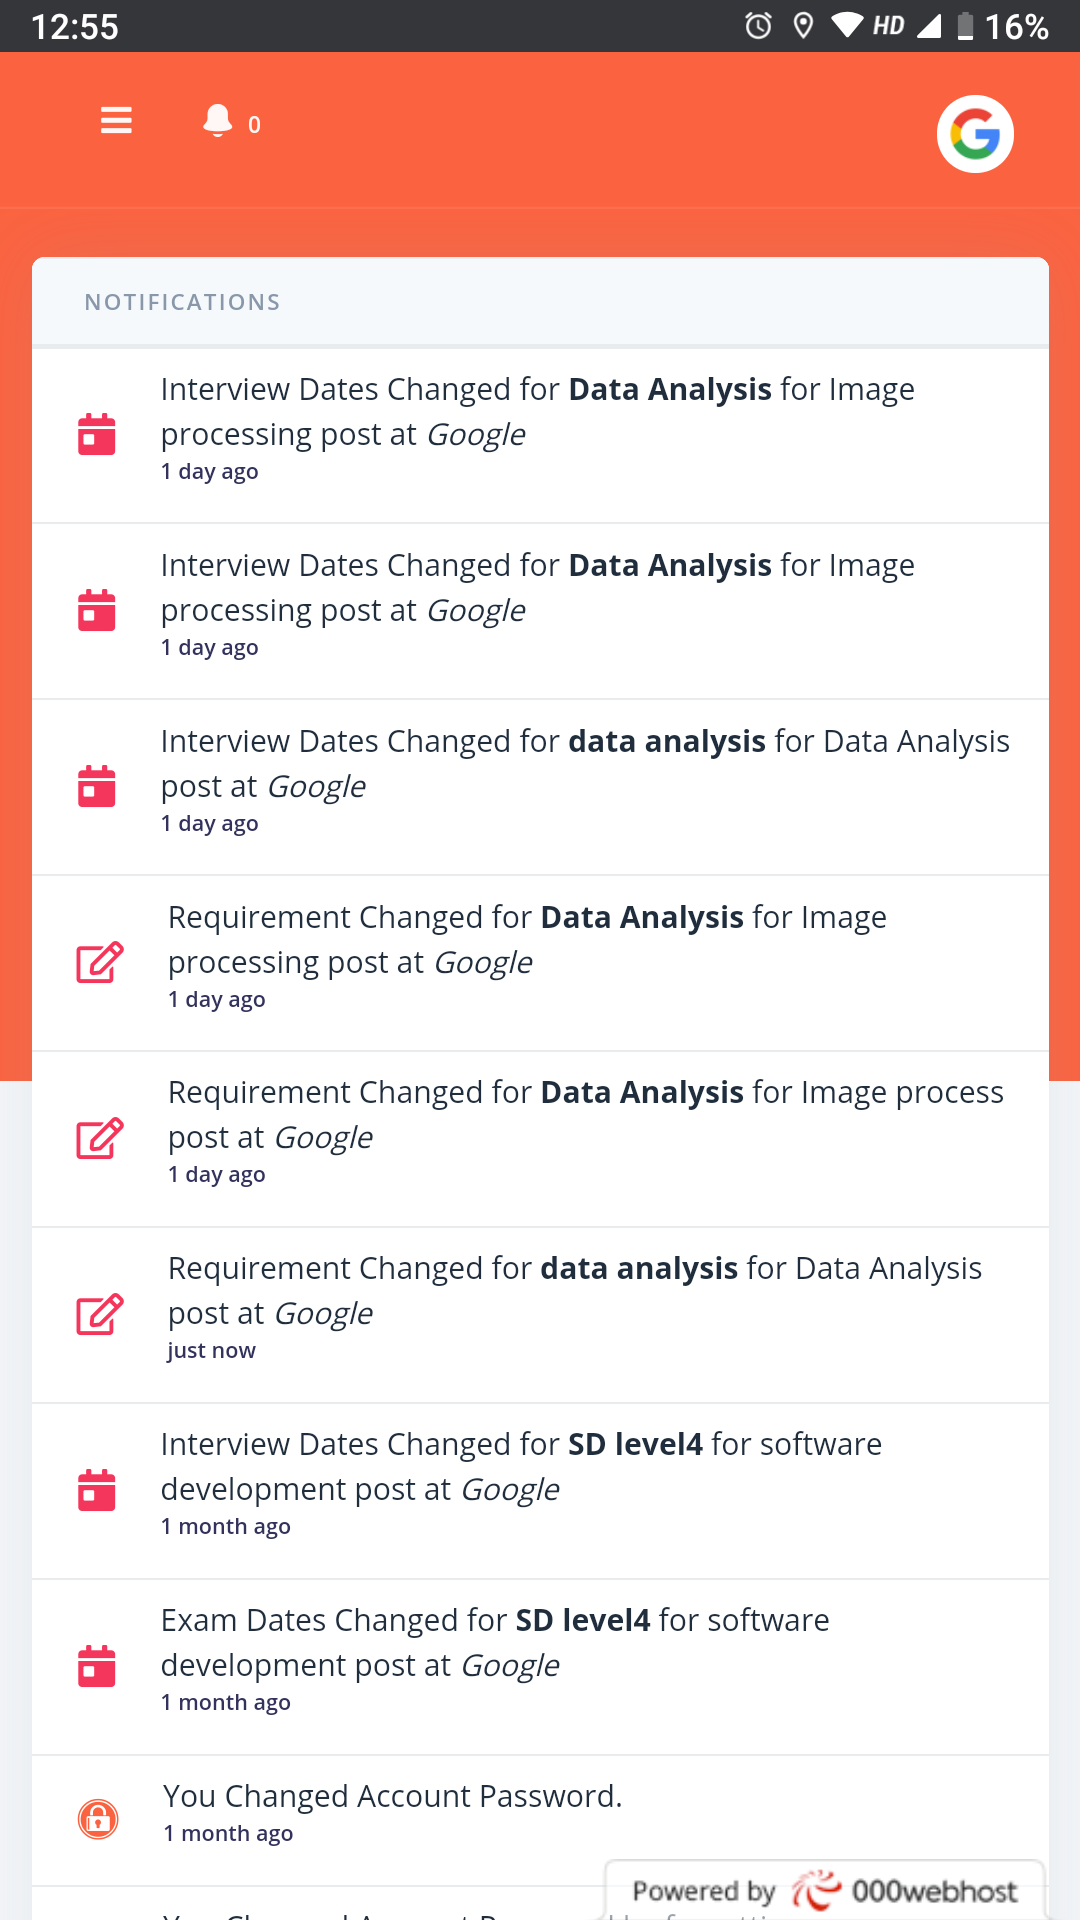 12:55 HD 16%
0
NOTIFICATIONS
Interview Dates Changed for Data Analysis for Image
processing post at Google
1 day ago
Interview Dates Changed for Data Analysis for Image
processing post at Google
1 day ago
Interview Dates Changed for data analysis for Data Analysis
post at Google
1 day ago
Requirement Changed for Data Analysis for Image
processing post at Google
1 day ago
Requirement Changed for Data Analysis for Image process
post at Google
1 day ago
Requirement Changed for data analysis for Data Analysis
post at Google
just now
Interview Dates Changed for SD level4 for software
development post at Google
1 month ago
Exam Dates Changed for SD level4 for software
development post at Google
1 month ago
You Changed Account Password.
1 month ago
Powered by 000webhost